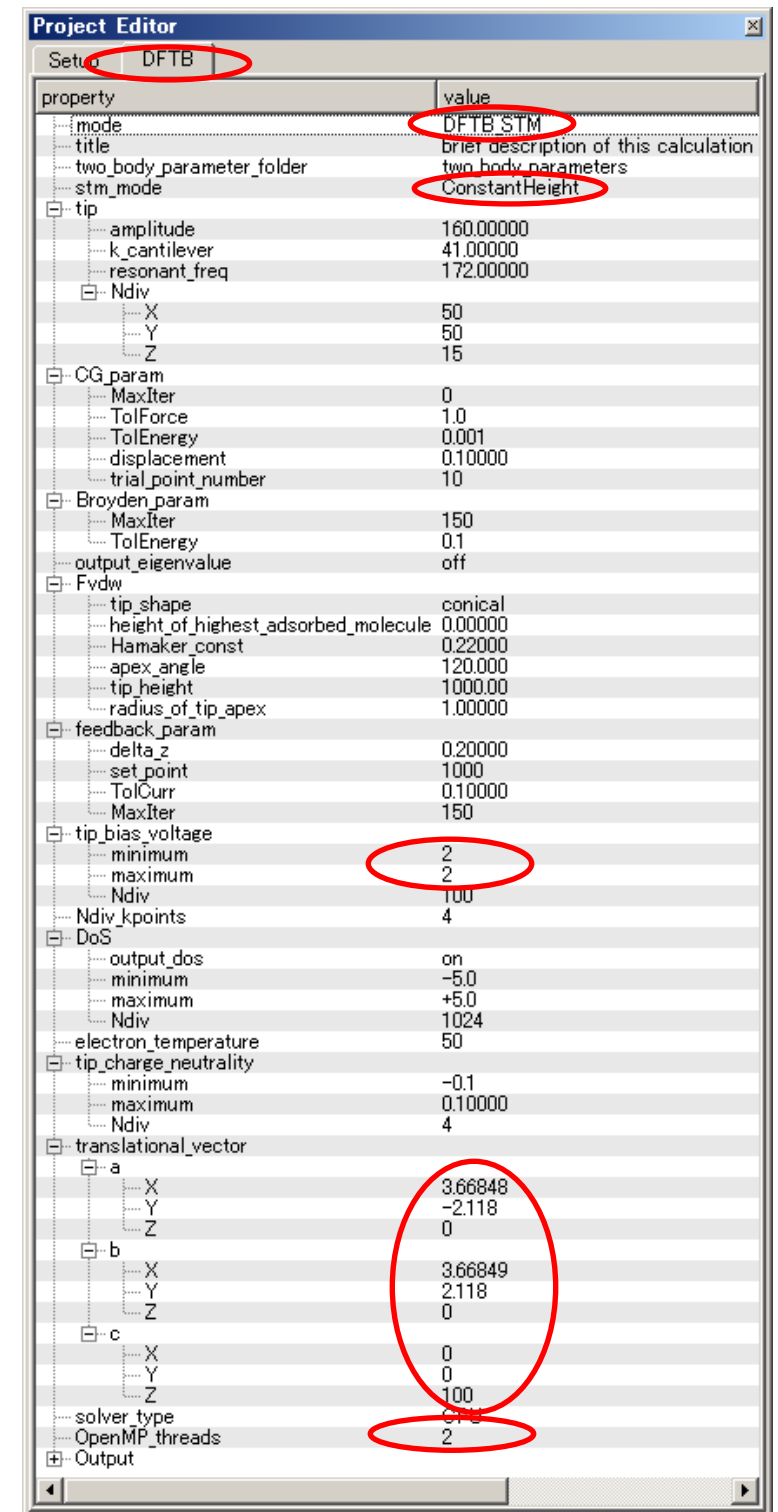 Project Editor
Setup DFTB
property value
mode DFTB_STM
title brief description of this calculation
two_body_parameter_folder two_body_parameters
stm_mode ConstantHeight
tip
amplitude 160.00000
k_cantilever 41.00000
resonant_freq 172.00000
Ndiv
X 50
Y 50
Z 15
CG_param
MaxIter 0
TolForce 1.0
TolEnergy 0.001
displacement 0.10000
trial_point_number 10
Broyden_param
MaxIter 150
TolEnergy 0.1
output_eigenvalue off
Fvdw
tip_shape conical
height_of_highest_adsorbed_molecule 0.00000
Hamaker_const 0.22000
apex_angle 120.000
tip_height 1000.00
radius_of_tip_apex 1.00000
feedback_param
delta_z 0.20000
set_point 1000
TolCurr 0.10000
MaxIter 150
tip_bias_voltage
minimum 2
maximum 2
Ndiv 100
Ndiv_kpoints 4
DoS
output_dos on
minimum -5.0
maximum +5.0
Ndiv 1024
electron_temperature 50
tip_charge_neutrality
minimum -0.1
maximum 0.10000
Ndiv 4
translational_vector
a
X 3.66848
Y -2.118
Z 0
b
X 3.66849
Y 2.118
Z 0
c
X 0
Y 0
Z 100
solver_type CPU
OpenMP_threads 2
Output